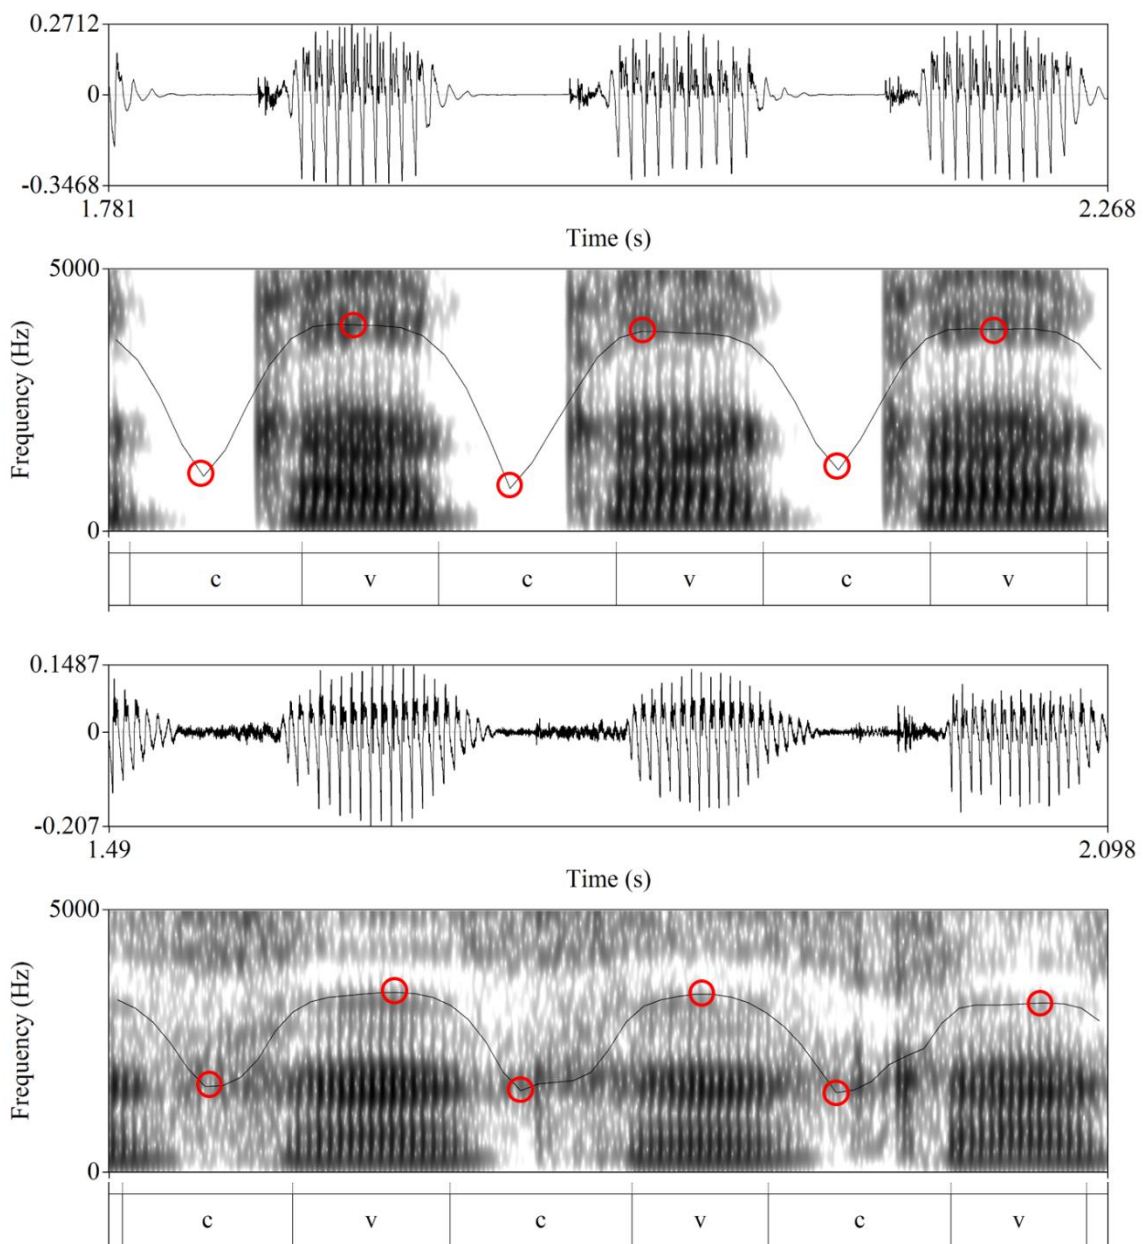 0.2712
0
-0.3468
1.781 2.268
Time (s)
5000
Frequency (Hz)
0
c v c v c v
0.1487
0
-0.207
1.49 2.098
Time (s)
5000
Frequency (Hz)
0
c v c v c v